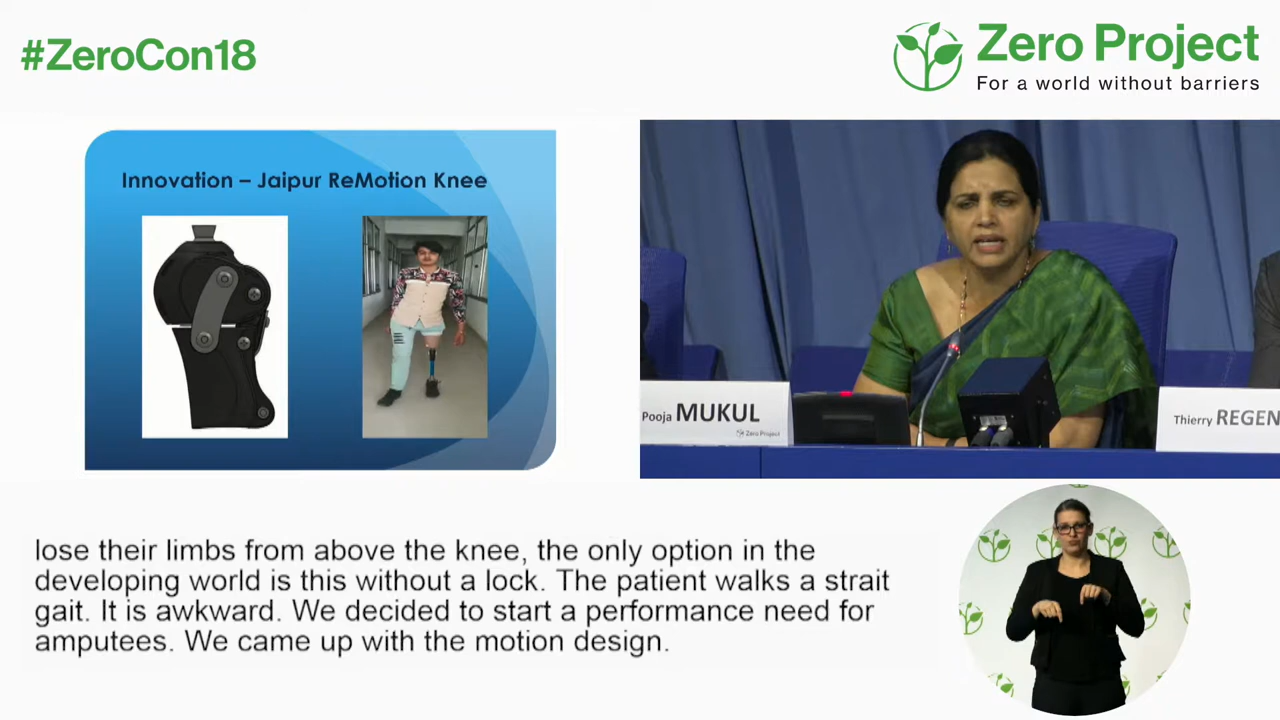 #ZeroCon18
Zero Project
For a world without barriers
Innovation – Jaipur ReMotion Knee
Pooja MUKUL
Zero Project
Thierry REGEN
lose their limbs from above the knee, the only option in the
developing world is this without a lock. The patient walks a strait
gait. It is awkward. We decided to start a performance need for
amputees. We came up with the motion design.